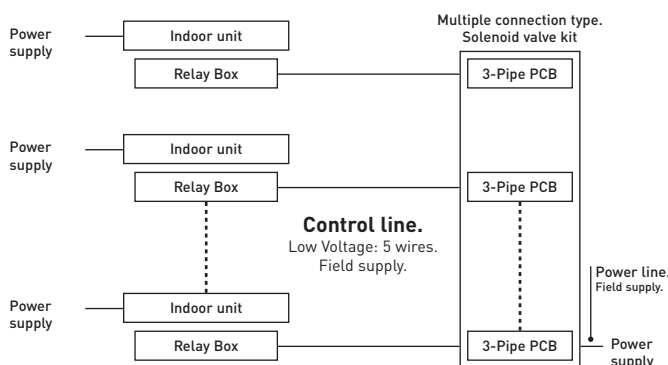 Multiple connection type.
Solenoid valve kit
Power
supply
Indoor unit
Relay Box
3-Pipe PCB
Power
supply
Indoor unit
Relay Box
3-Pipe PCB
Control line.
Low Voltage: 5 wires.
Field supply.
Power line.
Field supply.
Power
supply
Indoor unit
Relay Box
3-Pipe PCB
Power
supply